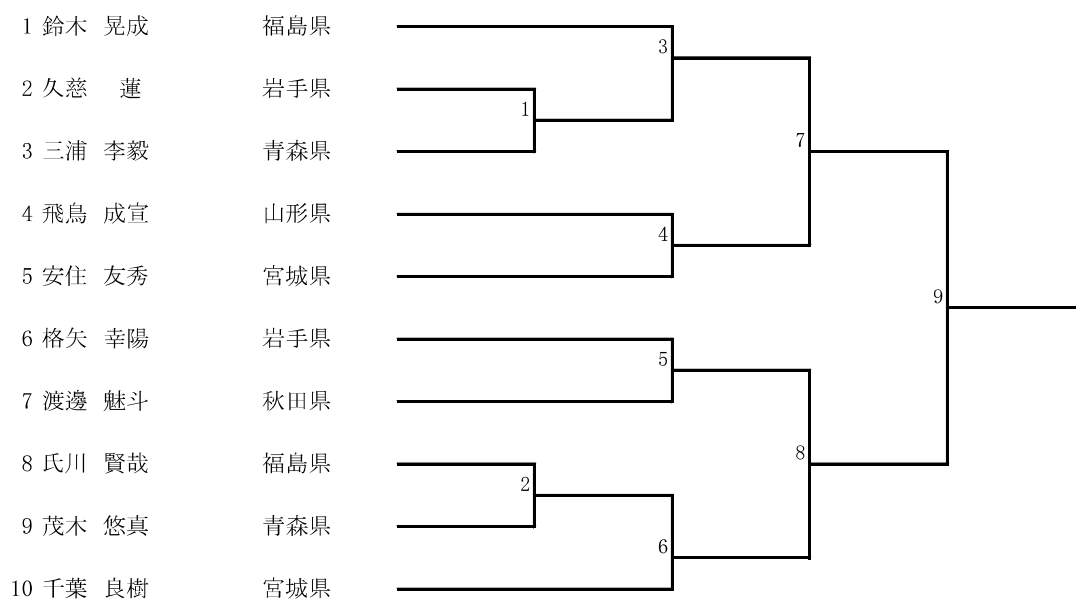 1 鈴木 晃成 福島県
3
2 久慈 蓮 岩手県
1
7
3 三浦 李毅 青森県
4 飛鳥 成宣 山形県
4
5 安住 友秀 宮城県
9
6 格矢 幸陽 岩手県
5
7 渡邊 魅斗 秋田県
8
8 氏川 賢哉 福島県
2
9 茂木 悠真 青森県
6
10 千葉 良樹 宮城県